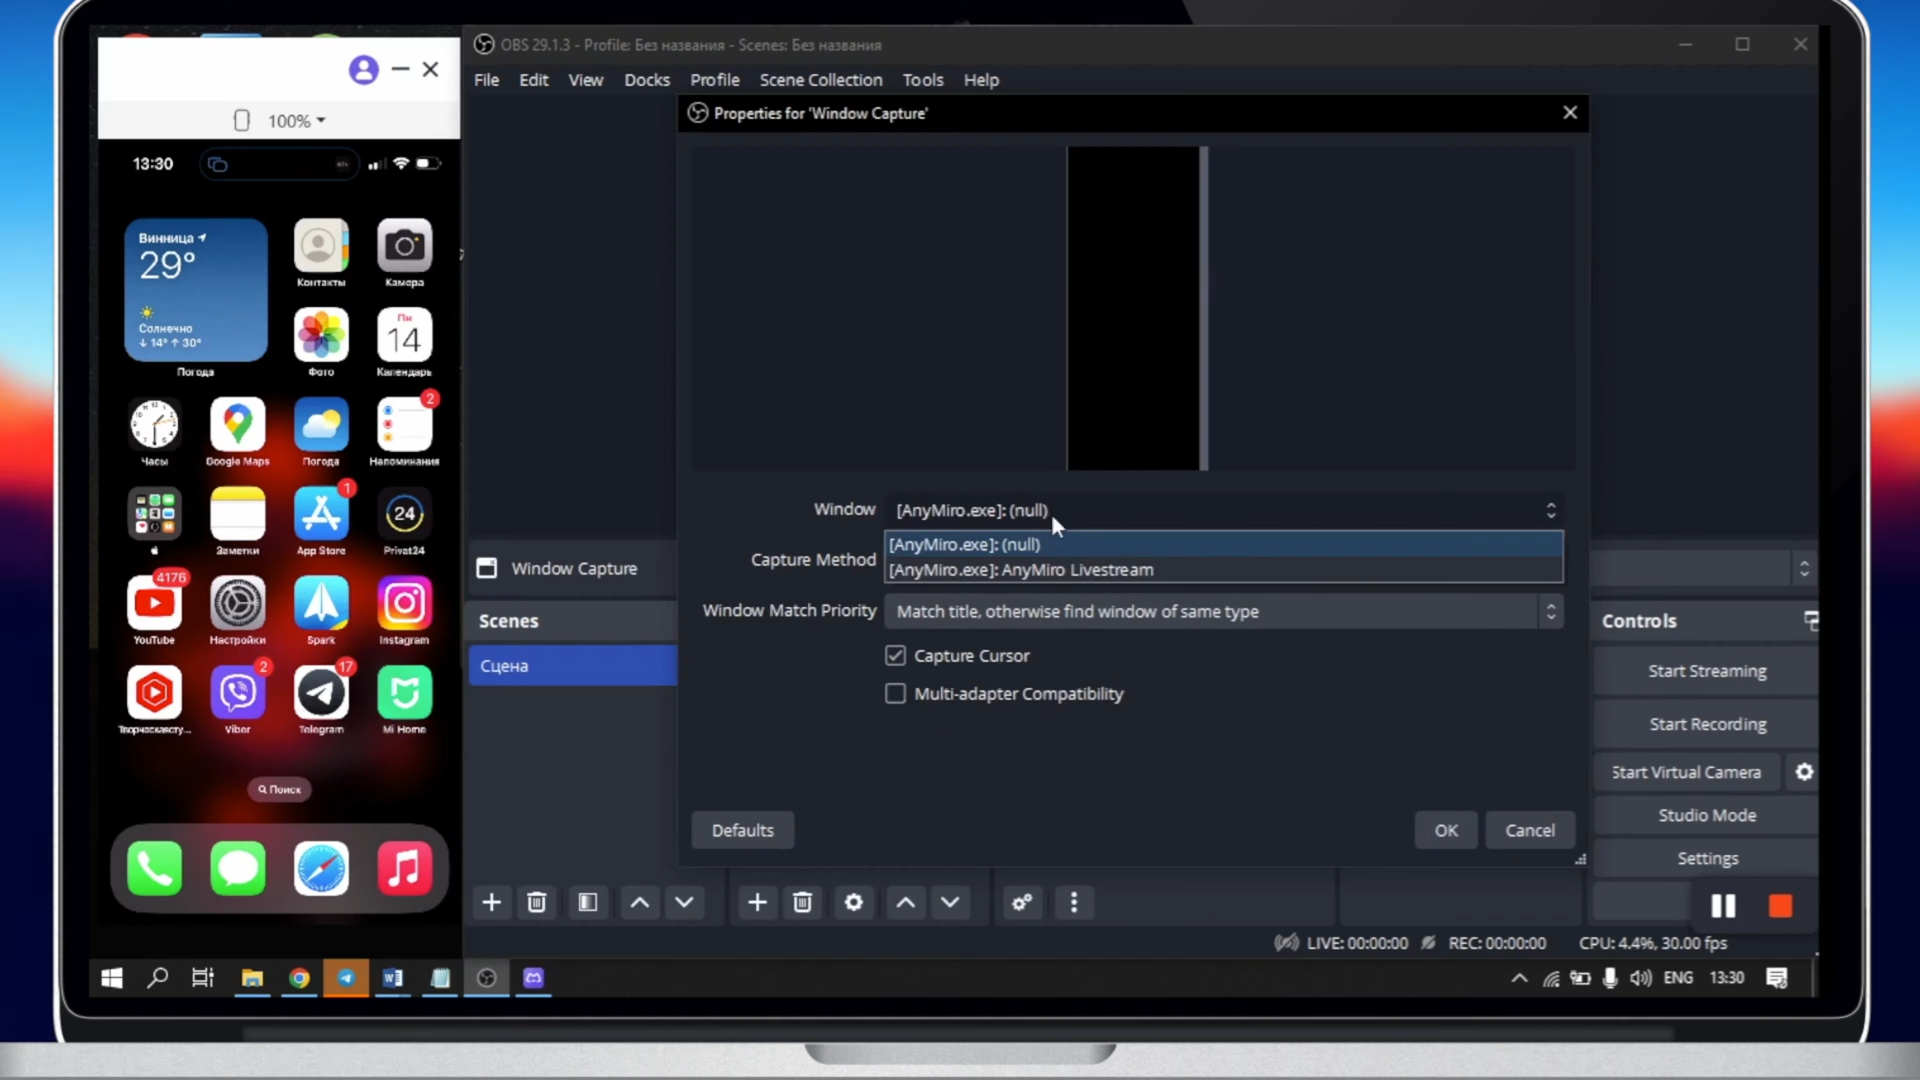 OBS 29.1.3 - Profile: Без названия - Scenes: Без названия
File Edit View Docks Profile Scene Collection Tools Help
100%
Properties for 'Window Capture'
13:30
Винница
29°
Солнечно
↓ 14° ↑ 30°
Погода
Контакты
Камера
Фото
Пн
14
Календарь
2
Часы
Google Maps
Погода
Напоминания
Заметки
1
App Store
24
Privat24
4176
YouTube
Настройки
Spark
Instagram
Творческаясту...
2
Viber
17
Telegram
Mi Home
Поиск
Window Capture
Scenes
Сцена
Window [AnyMiro.exe]: (null)
[AnyMiro.exe]: (null)
[AnyMiro.exe]: AnyMiro Livestream
Capture Method
Window Match Priority Match title, otherwise find window of same type
Capture Cursor
Multi-adapter Compatibility
Defaults
OK
Cancel
Controls
Start Streaming
Start Recording
Start Virtual Camera
Studio Mode
Settings
LIVE: 00:00:00 REC: 00:00:00 CPU: 4.4%, 30.00 fps
ENG 13:30